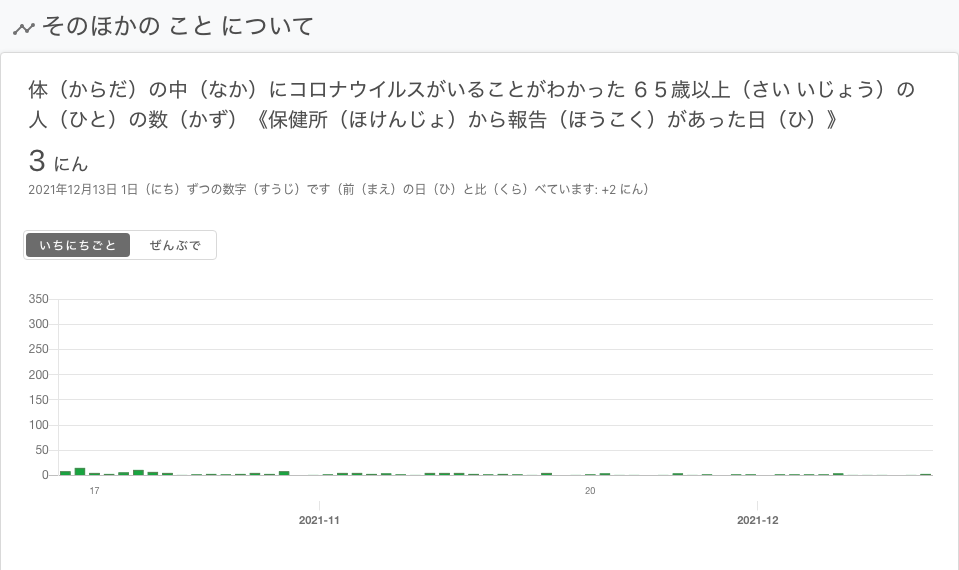 そのほかの こと について
体（からだ）の中（なか）にコロナウイルスがいることがわかった ６５歳以上（さい いじょう）の
人（ひと）の数（かず）《保健所（ほけんじょ）から報告（ほうこく）があった日（ひ）》
3 にん
2021年12月13日 1日（にち）ずつの数字（すうじ）です（前（まえ）の日（ひ）と比（くら）べています: +2 にん）
いちにちごと ぜんぶで
350
300
250
200
150
100
50
0
17 20
2021-11 2021-12